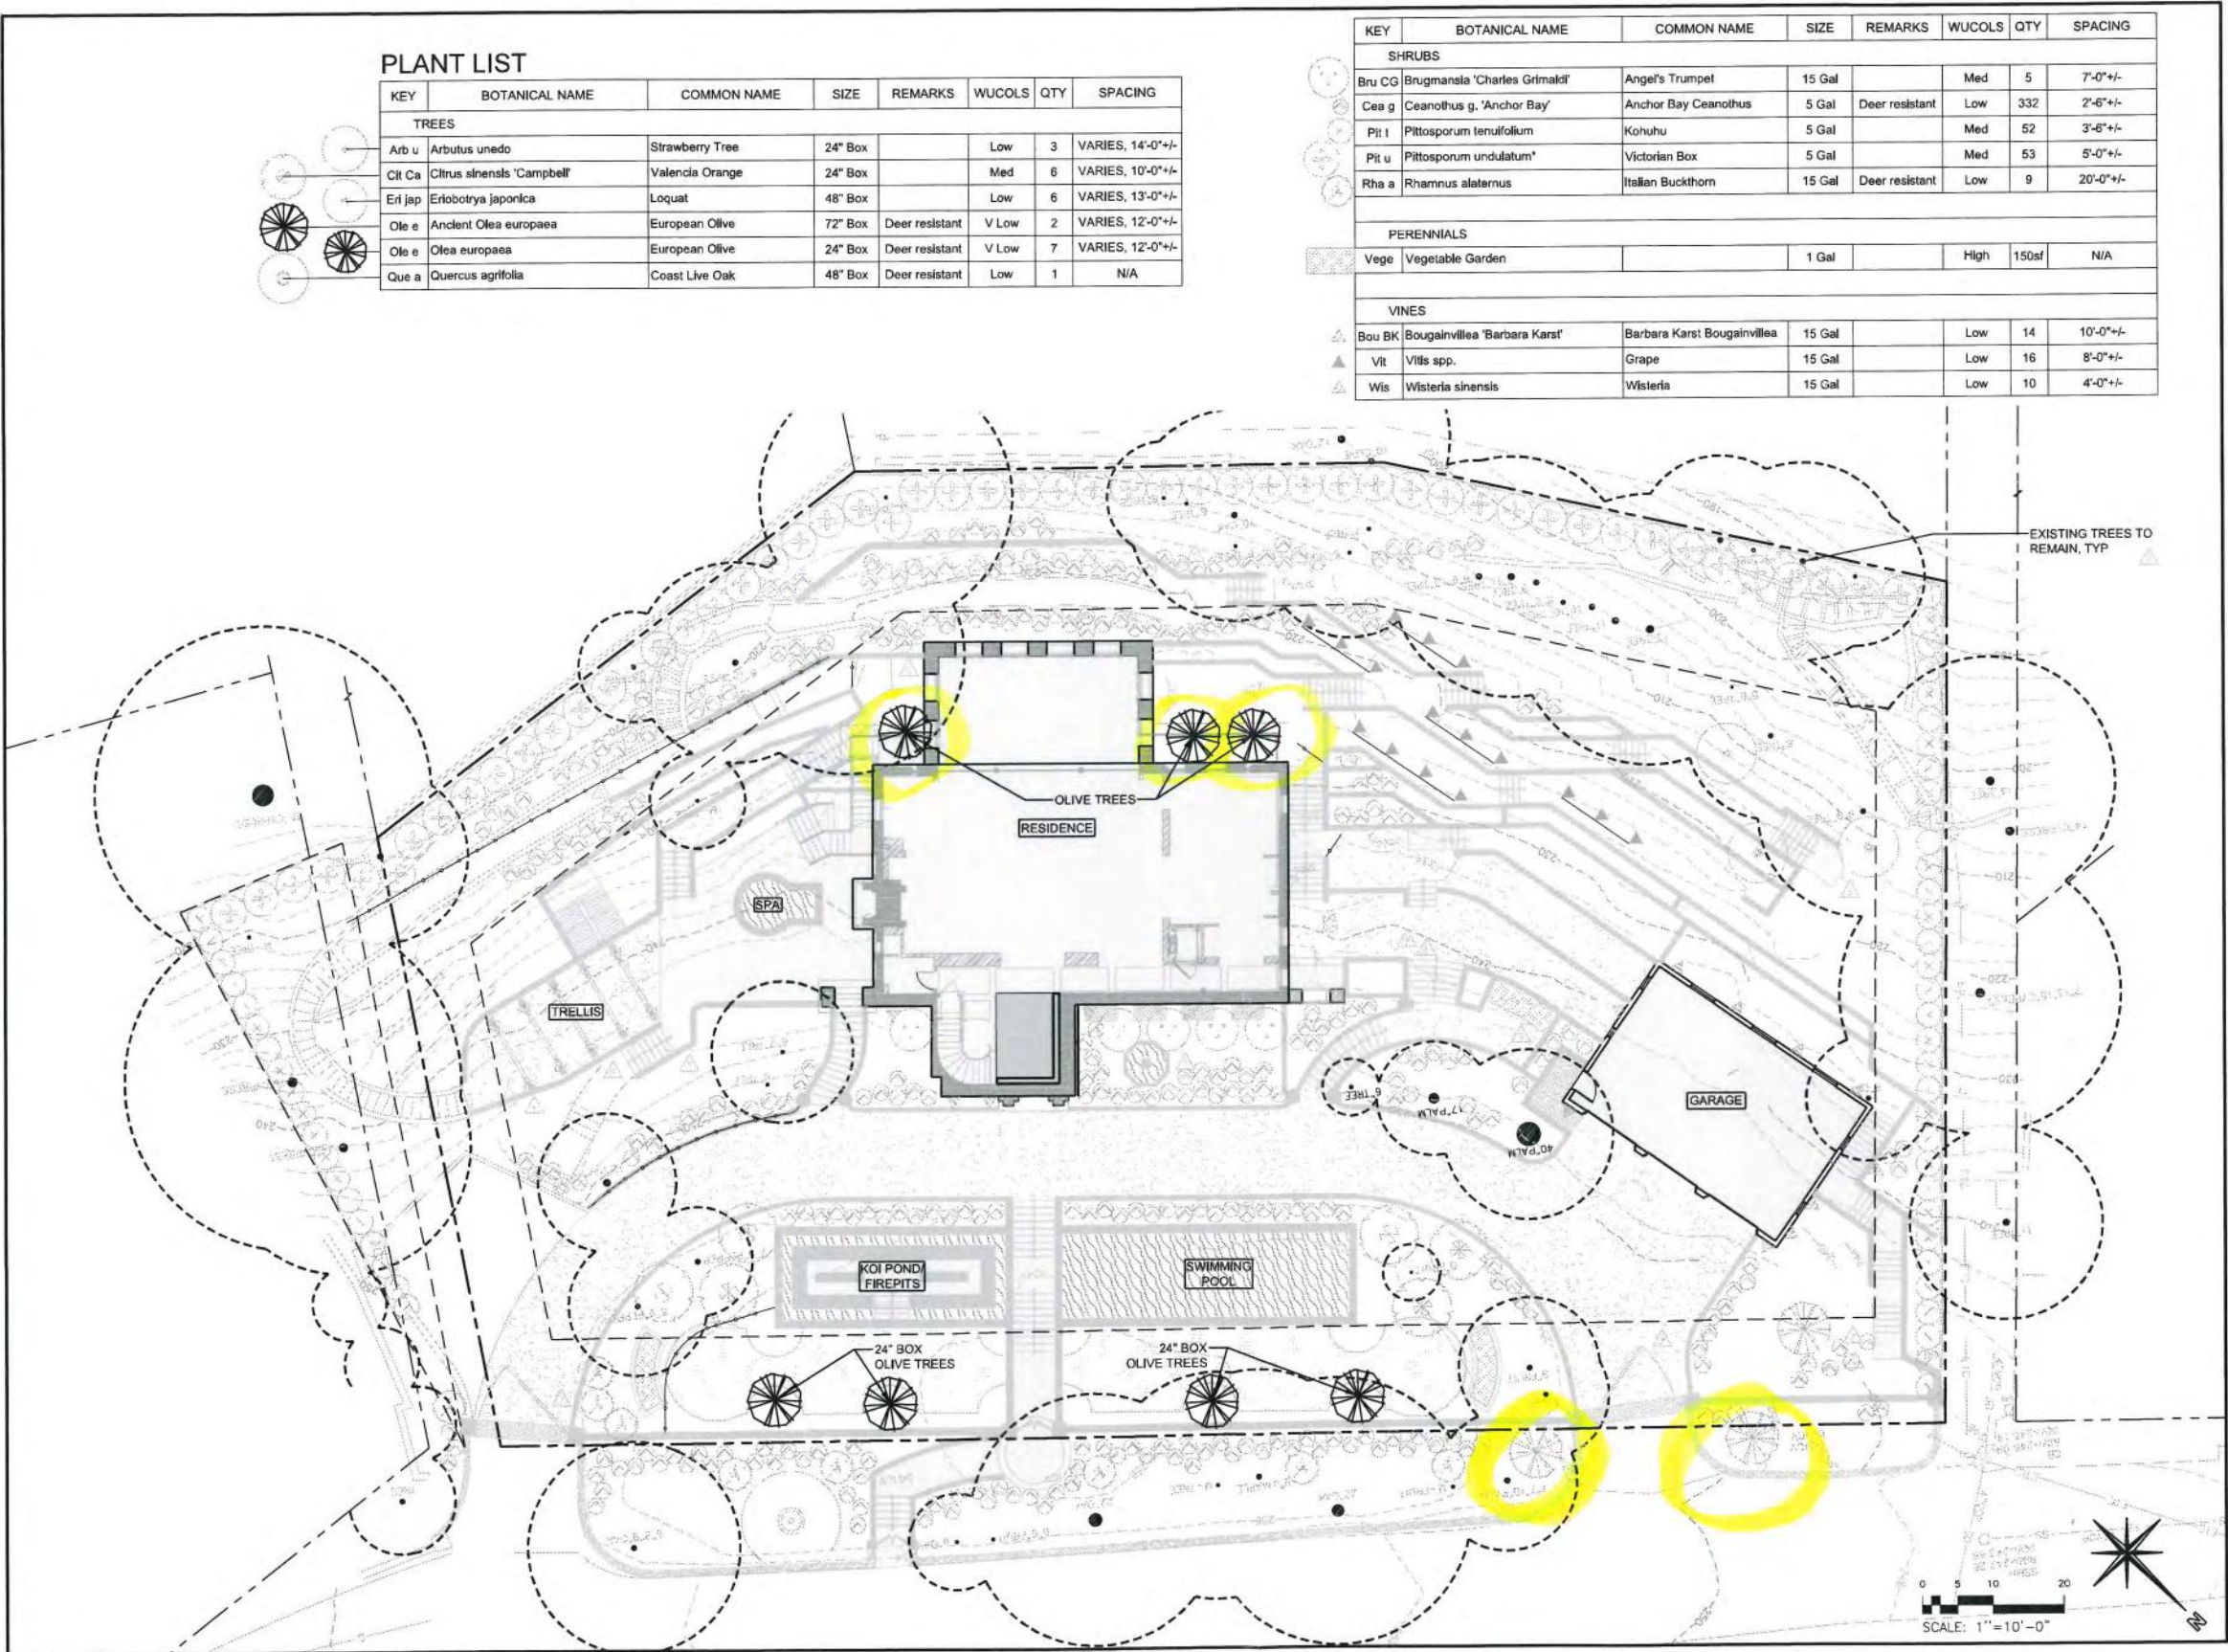 PLANT LIST
KEY BOTANICAL NAME COMMON NAME SIZE REMARKS WUCOLS QTY SPACING
TREES
Arb u Arbutus unedo Strawberry Tree 24" Box Low 3 VARIES, 14'-0"+/-
Cit Ca Citrus sinensis 'Campbell' Valencia Orange 24" Box Med 6 VARIES, 10'-0"+/-
Eri jap Eriobotrya japonica Loquat 48" Box Low 6 VARIES, 13'-0"+/-
Ole e Ancient Olea europaea European Olive 72" Box Deer resistant V Low 2 VARIES, 12'-0"+/-
Ole e Olea europaea European Olive 24" Box Deer resistant V Low 7 VARIES, 12'-0"+/-
Que a Quercus agrifolia Coast Live Oak 48" Box Deer resistant Low 1 N/A
KEY BOTANICAL NAME COMMON NAME SIZE REMARKS WUCOLS QTY SPACING
SHRUBS
Bru CG Brugmansia 'Charles Grimaldi' Angel's Trumpet 15 Gal Med 5 7'-0"+/-
Cea g Ceanothus g. 'Anchor Bay' Anchor Bay Ceanothus 5 Gal Deer resistant Low 332 2'-6"+/-
Pit t Pittosporum tenuifolium Kohuhu 5 Gal Med 52 3'-6"+/-
Pit u Pittosporum undulatum* Victorian Box 5 Gal Med 53 5'-0"+/-
Rha a Rhamnus alaternus Italian Buckthorn 15 Gal Deer resistant Low 9 20'-0"+/-
PERENNIALS
Vege Vegetable Garden 1 Gal High 150sf N/A
VINES
Bou BK Bougainvillea 'Barbara Karst' Barbara Karst Bougainvillea 15 Gal Low 14 10'-0"+/-
Vit Vitis spp. Grape 15 Gal Low 16 8'-0"+/-
Wis Wisteria sinensis Wisteria 15 Gal Low 10 4'-0"+/-
EXISTING TREES TO
REMAIN, TYP
OLIVE TREES
RESIDENCE
SPA
TRELLIS
GARAGE
6" TREE
17" PALM
40" PALM
KOI POND/
FIREPITS
SWIMMING
POOL
24" BOX
OLIVE TREES
24" BOX
OLIVE TREES
220
210
200
190
230
240
250
0 5 10 20
SCALE: 1"=10'-0"
N